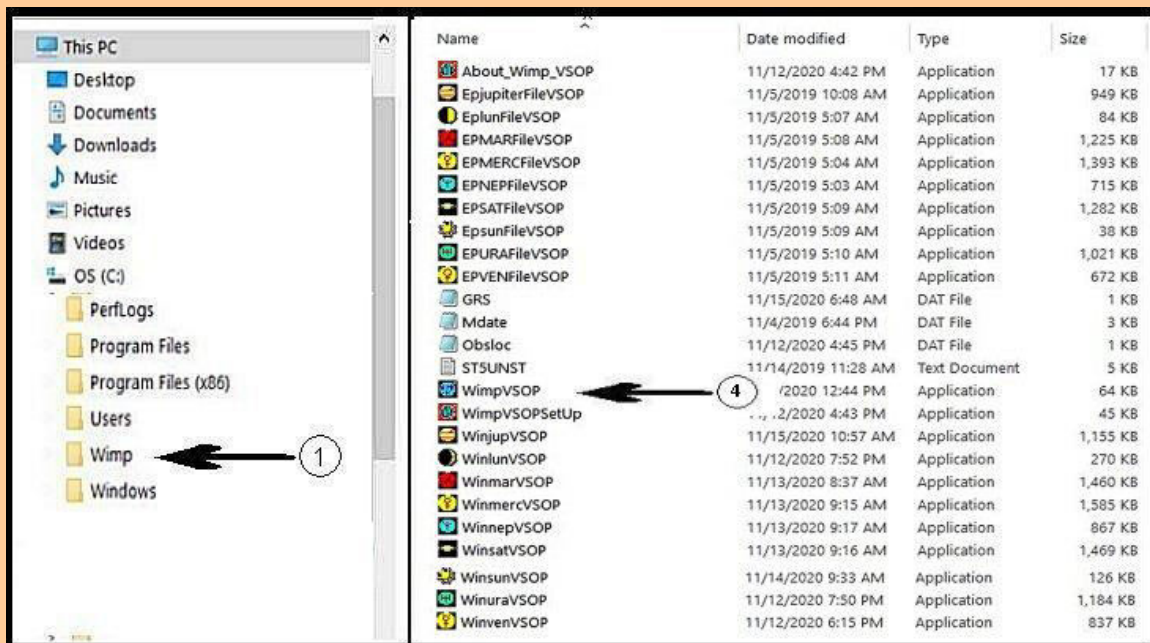 This PC
Desktop
Documents
Downloads
Music
Pictures
Videos
OS (C:)
PerfLogs
Program Files
Program Files (x86)
Users
Wimp 1
Windows
Name Date modified Type Size
About_Wimp_VSOP 11/12/2020 4:42 PM Application 17 KB
EpjupiterFileVSOP 11/5/2019 10:08 AM Application 949 KB
EplunFileVSOP 11/5/2019 5:07 AM Application 84 KB
EPMARFileVSOP 11/5/2019 5:08 AM Application 1,225 KB
EPMERCFileVSOP 11/5/2019 5:04 AM Application 1,393 KB
EPNEPFileVSOP 11/5/2019 5:03 AM Application 715 KB
EPSATFileVSOP 11/5/2019 5:09 AM Application 1,282 KB
EpsunFileVSOP 11/5/2019 5:09 AM Application 38 KB
EPURAFileVSOP 11/5/2019 5:10 AM Application 1,021 KB
EPVENFileVSOP 11/5/2019 5:11 AM Application 672 KB
GRS 11/15/2020 6:48 AM DAT File 1 KB
Mdate 11/4/2019 6:44 PM DAT File 3 KB
Obsloc 11/12/2020 4:45 PM DAT File 1 KB
ST5UNST 11/14/2019 11:28 AM Text Document 5 KB
WimpVSOP 4 /2020 12:44 PM Application 64 KB
WimpVSOPSetUp 2/2020 4:43 PM Application 45 KB
WinjupVSOP 11/15/2020 10:57 AM Application 1,155 KB
WinlunVSOP 11/12/2020 7:52 PM Application 270 KB
WinmarVSOP 11/13/2020 8:37 AM Application 1,460 KB
WinmercVSOP 11/13/2020 9:15 AM Application 1,585 KB
WinnepVSOP 11/13/2020 9:17 AM Application 867 KB
WinsatVSOP 11/13/2020 9:16 AM Application 1,469 KB
WinsunVSOP 11/14/2020 9:33 AM Application 126 KB
WinuraVSOP 11/12/2020 7:50 PM Application 1,184 KB
WinvenVSOP 11/12/2020 6:15 PM Application 837 KB